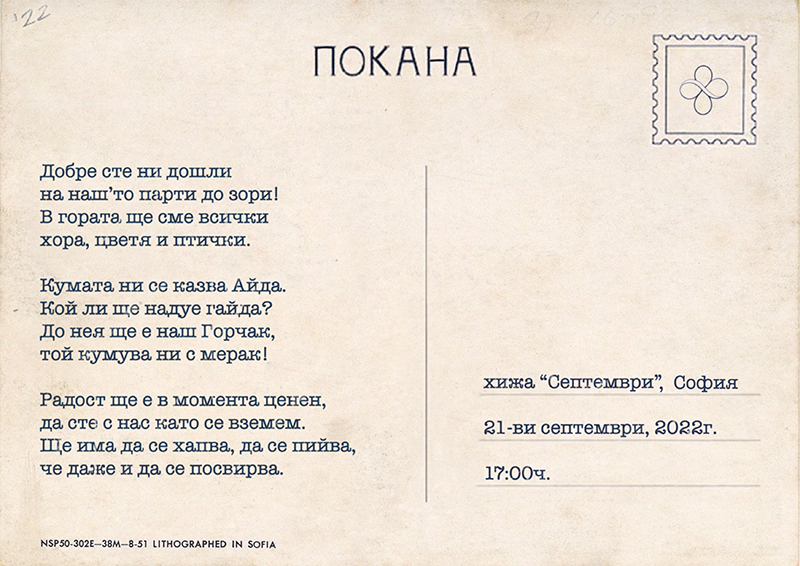 '22
ПОКАНА
Добре сте ни дошли
на наш’то парти до зори!
В гората ще сме всички
хора, цветя и птички.
Кумата ни се казва Айда.
Кой ли ще надуе гайда?
До нея ще е наш Горчак,
той кумува ни с мерак!
Радост ще е в момента ценен,
да сте с нас като се вземем.
Ще има да се хапва, да се пийва,
че даже и да се посвирва.
NSP50-302E—38M—8-51 LITHOGRAPHED IN SOFIA
хижа “Септември”, София
21-ви септември, 2022г.
17:00ч.